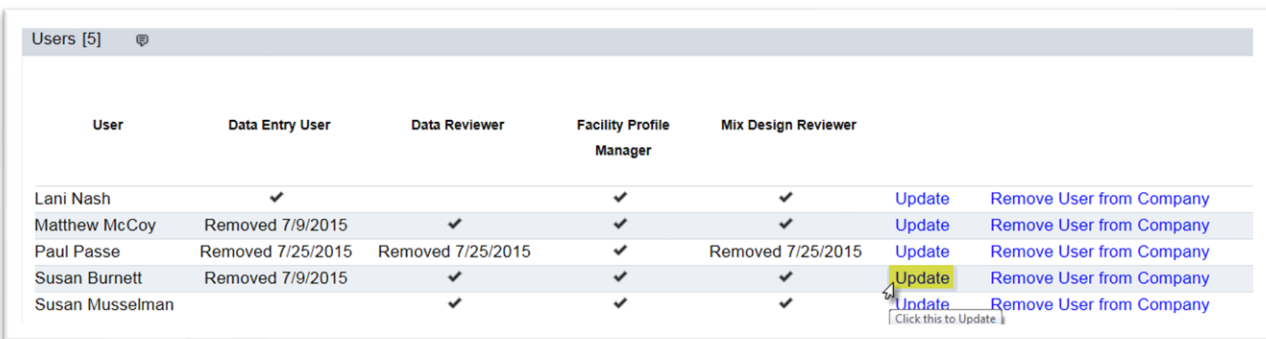 Users [5]
User Data Entry User Data Reviewer Facility Profile Manager Mix Design Reviewer
Lani Nash ✔ ✔ ✔ Update Remove User from Company
Matthew McCoy Removed 7/9/2015 ✔ ✔ ✔ Update Remove User from Company
Paul Passe Removed 7/25/2015 Removed 7/25/2015 ✔ Removed 7/25/2015 Update Remove User from Company
Susan Burnett Removed 7/9/2015 ✔ ✔ ✔ Update Remove User from Company
Susan Musselman ✔ ✔ ✔ Update Remove User from Company
Click this to Update